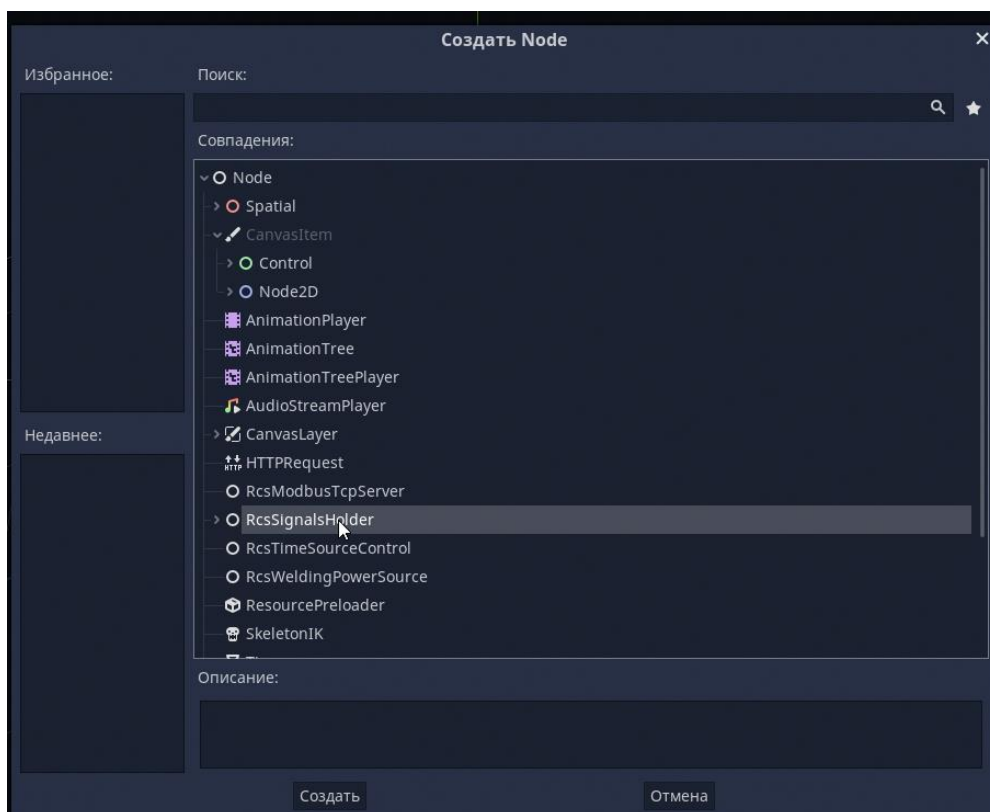 Создать Node
Избранное:
Поиск:
Совпадения:
Node
Spatial
CanvasItem
Control
Node2D
AnimationPlayer
AnimationTree
AnimationTreePlayer
AudioStreamPlayer
CanvasLayer
HTTP HTTPRequest
RcsModbusTcpServer
RcsSignalsHolder
RcsTimeSourceControl
RcsWeldingPowerSource
ResourcePreloader
SkeletonIK
Недавнее:
Описание:
Создать
Отмена